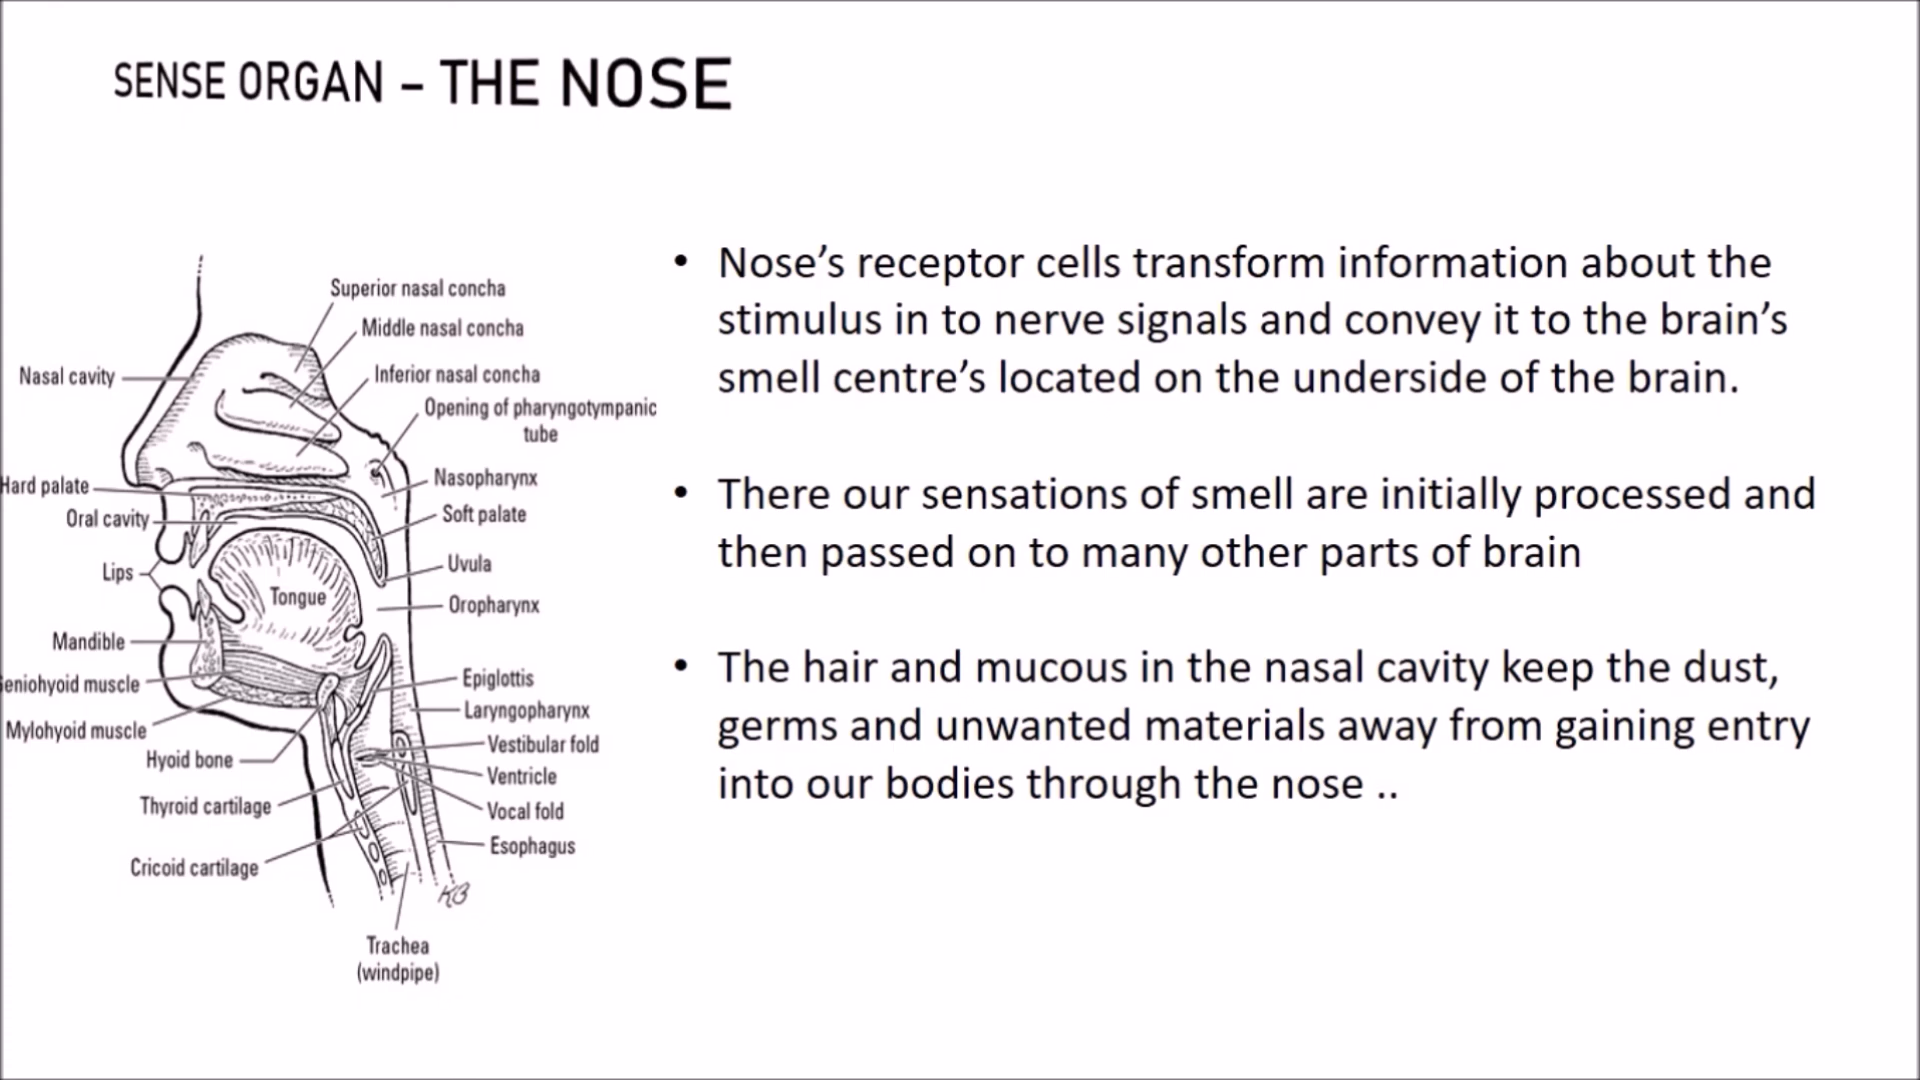 SENSE ORGAN – THE NOSE
Superior nasal concha
Middle nasal concha
Nasal cavity
Inferior nasal concha
Opening of pharyngotympanic
tube
Nasopharynx
Hard palate
Soft palate
Oral cavity
Uvula
Lips
Tongue
Oropharynx
Mandible
Epiglottis
eniohyoid muscle
Laryngopharynx
Mylohyoid muscle
Vestibular fold
Hyoid bone
Ventricle
Thyroid cartilage
Vocal fold
Esophagus
Cricoid cartilage
KB
Trachea
(windpipe)
• Nose’s receptor cells transform information about the
stimulus in to nerve signals and convey it to the brain’s
smell centre’s located on the underside of the brain.
• There our sensations of smell are initially processed and
then passed on to many other parts of brain
• The hair and mucous in the nasal cavity keep the dust,
germs and unwanted materials away from gaining entry
into our bodies through the nose ..